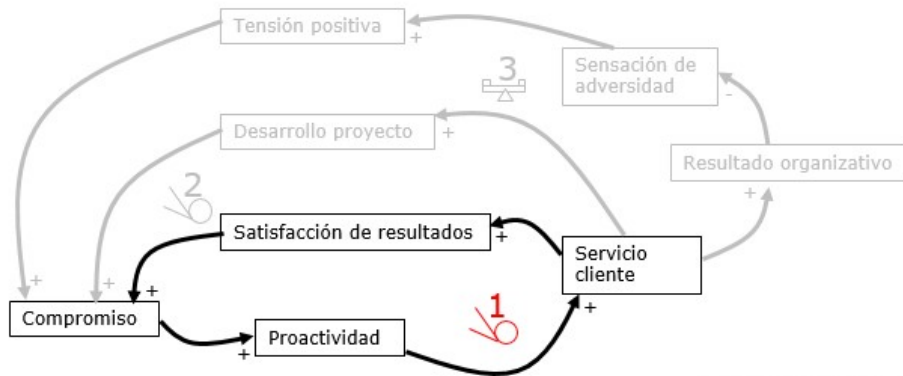 Tensión positiva
+
3
Sensación de
adversidad
-
Desarrollo proyecto
+
Resultado organizativo
+
2
Satisfacción de resultados
+
Servicio
cliente
+
+
+
+
Compromiso
1
+
Proactividad
+